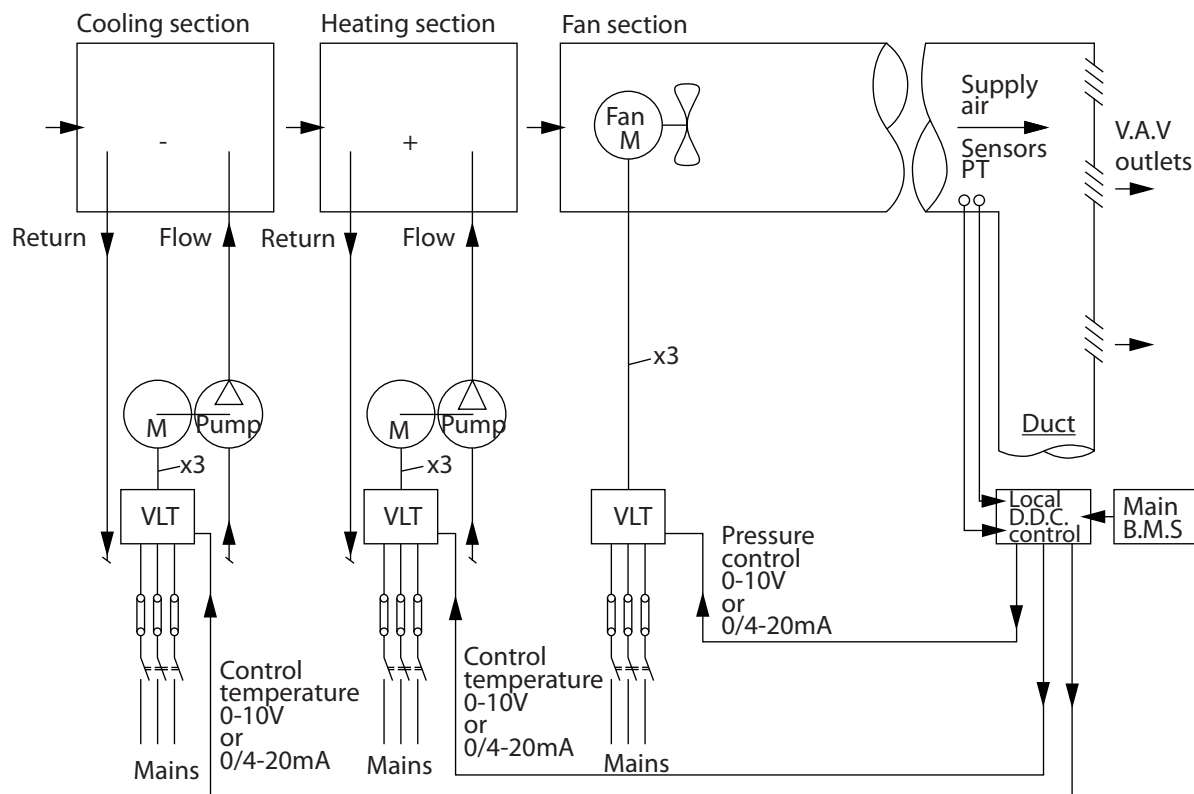 Cooling section
Heating section
Fan section
-
+
Fan
M
Supply
air
Sensors
PT
V.A.V
outlets
Return
Flow
Return
Flow
x3
M
Pump
M
Pump
Duct
x3
x3
VLT
VLT
VLT
Local
D.D.C.
control
Main
B.M.S
Pressure
control
0-10V
or
0/4-20mA
Control
temperature
0-10V
or
0/4-20mA
Control
temperature
0-10V
or
0/4-20mA
Mains
Mains
Mains